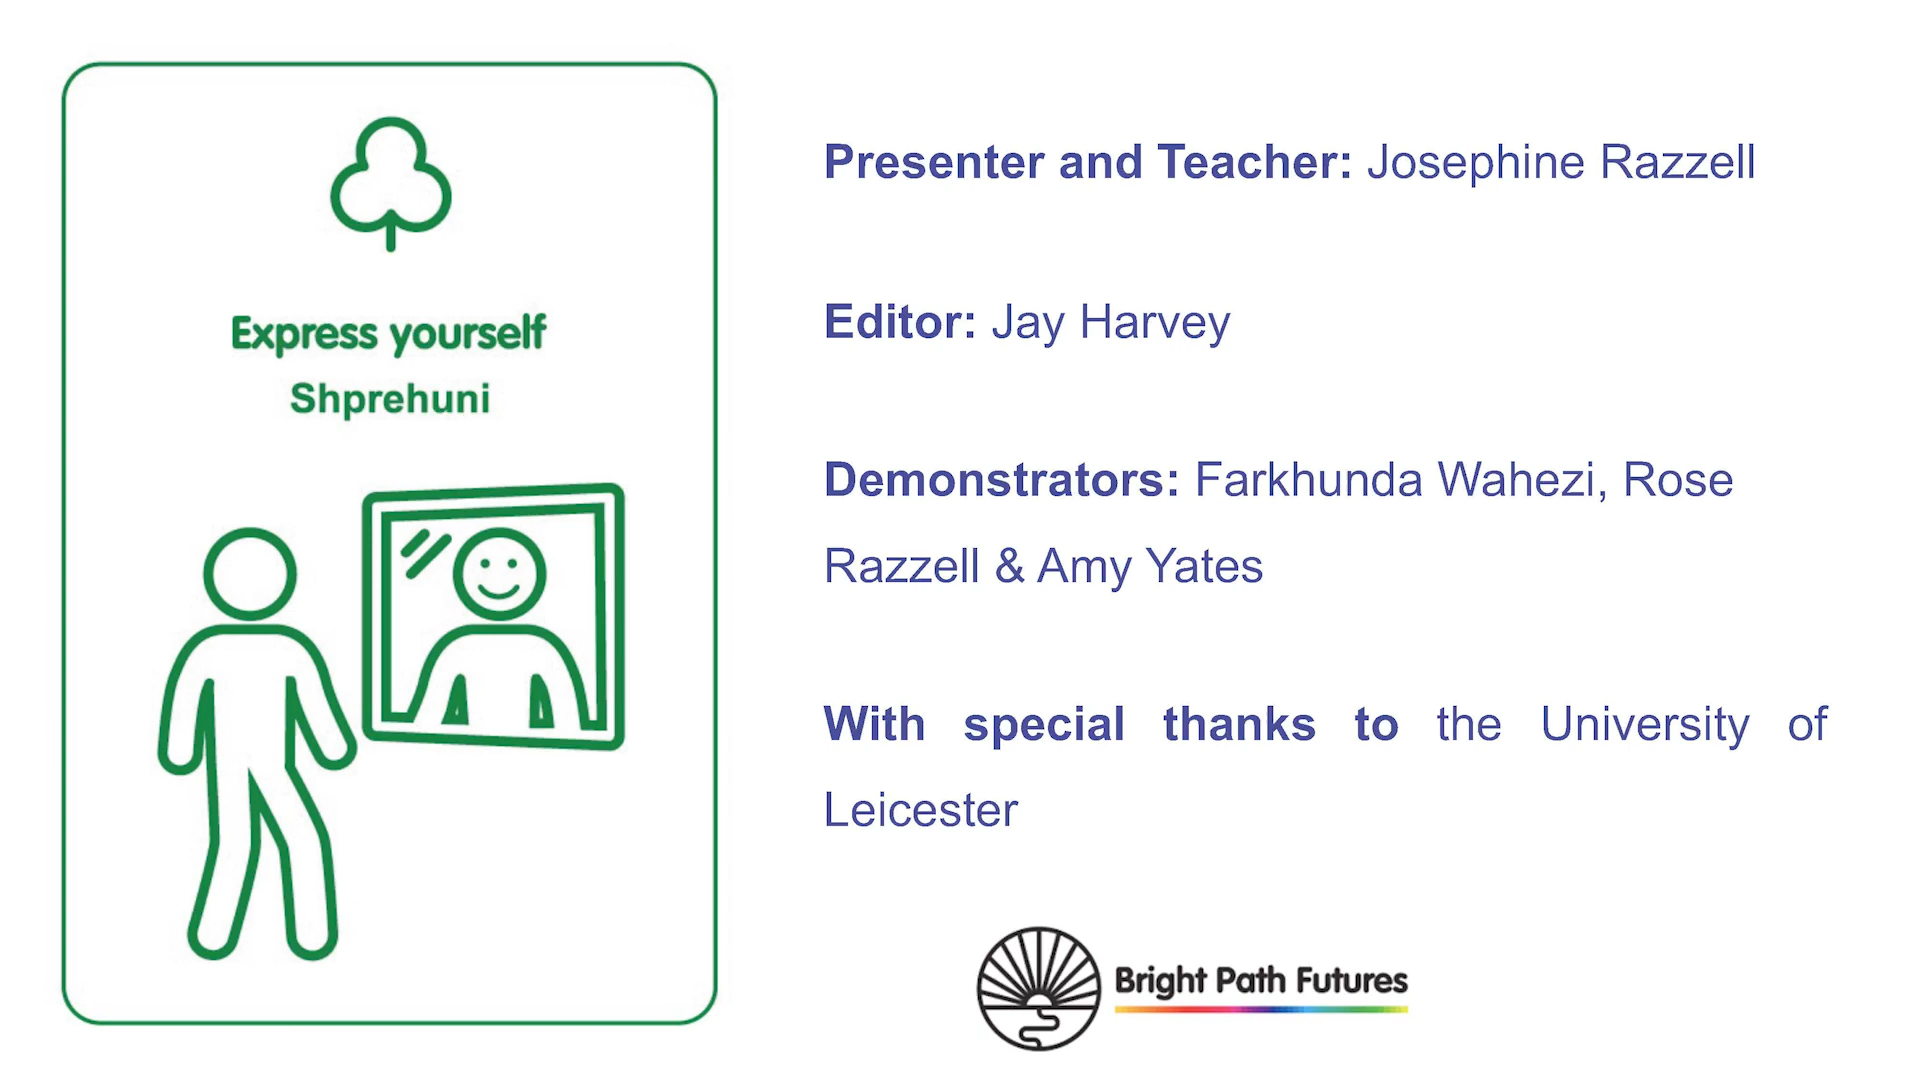 Express yourself
Shprehuni
Presenter and Teacher: Josephine Razzell
Editor: Jay Harvey
Demonstrators: Farkhunda Wahezi, Rose
Razzell & Amy Yates
With special thanks to the University of
Leicester
Bright Path Futures